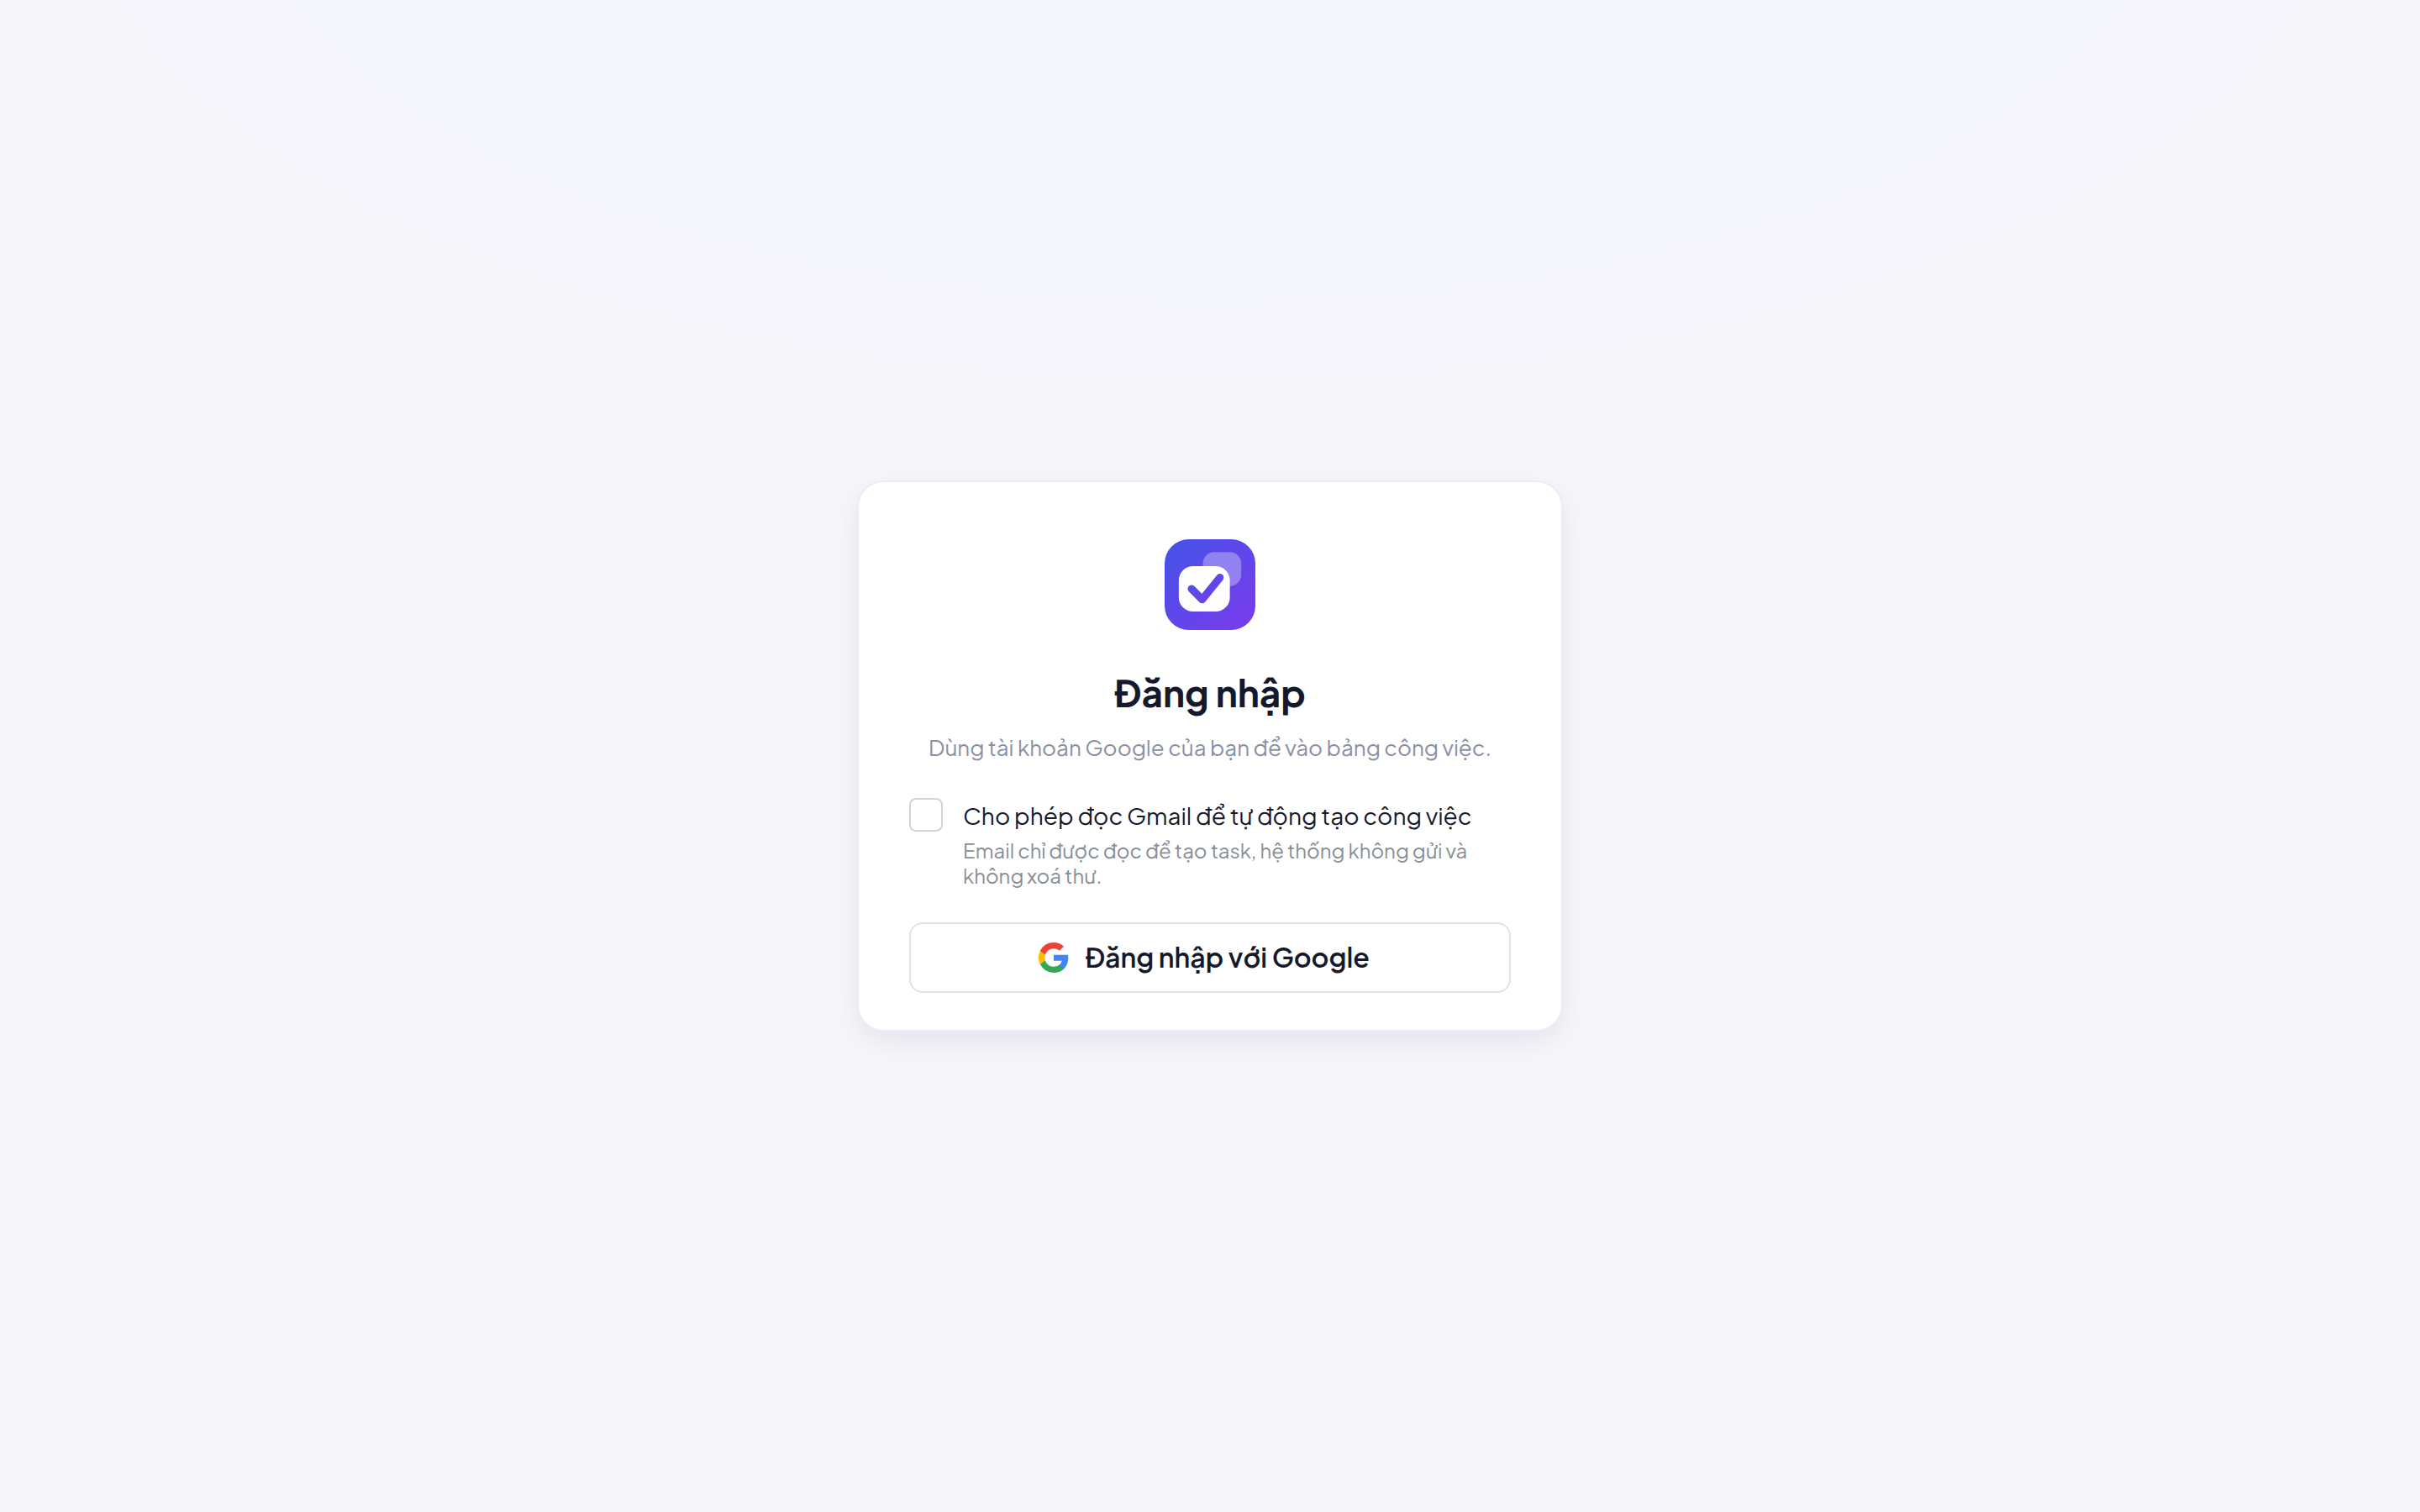 Đăng nhập
Dùng tài khoản Google của bạn để vào bảng công việc.
Cho phép đọc Gmail để tự động tạo công việc
Email chỉ được đọc để tạo task, hệ thống không gửi và
không xoá thư.
Đăng nhập với Google